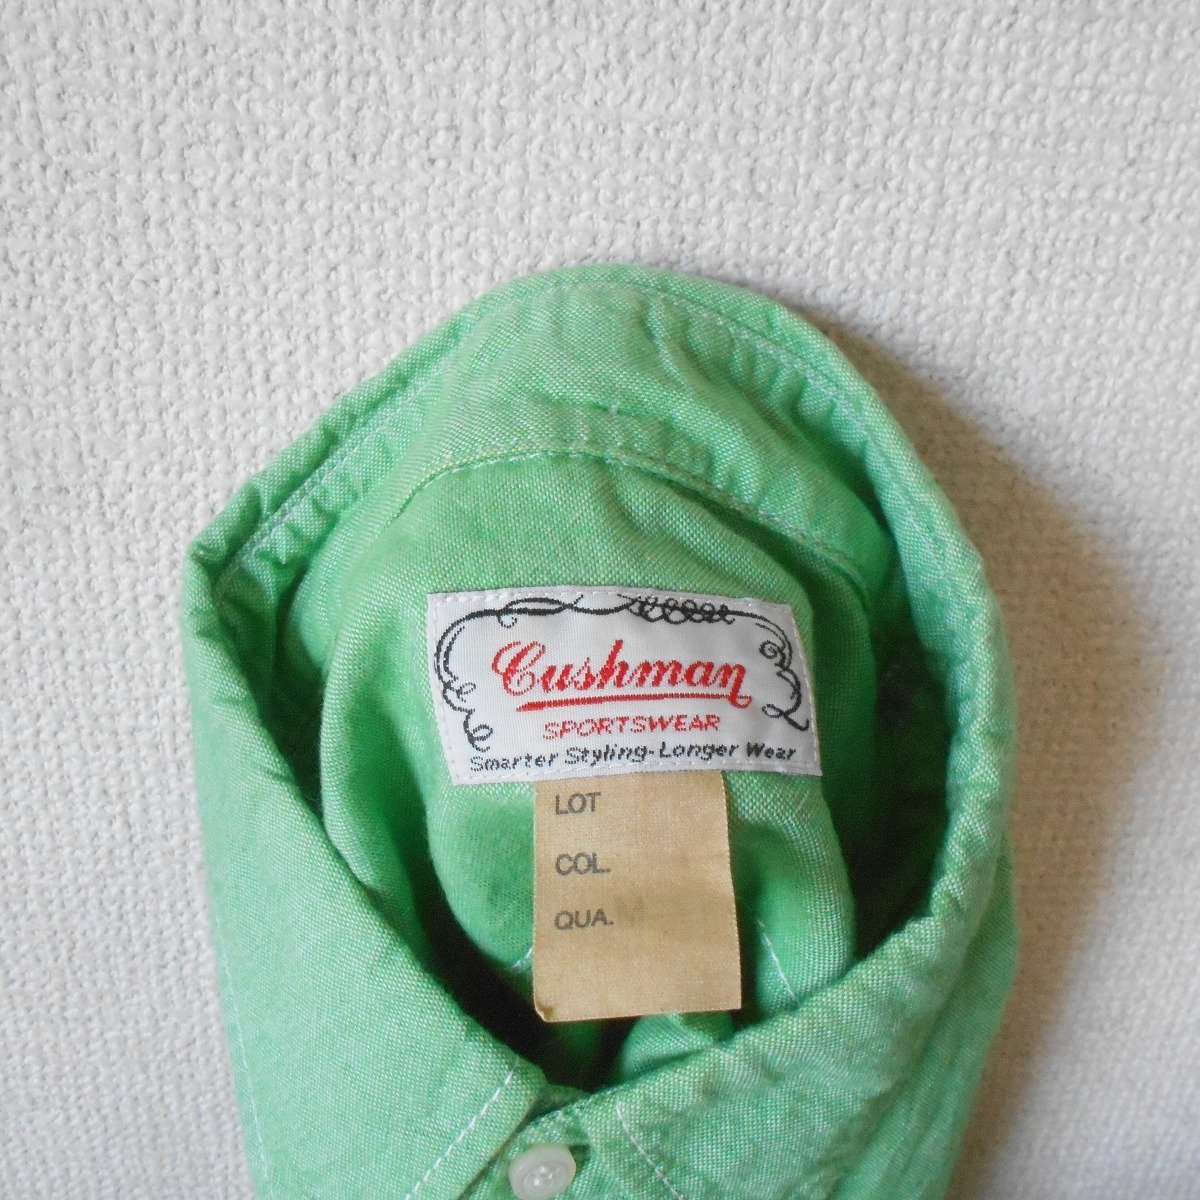 Cushman
SPORTSWEAR
Smarter Styling-Longer Wear
LOT
COL.
QUA. M